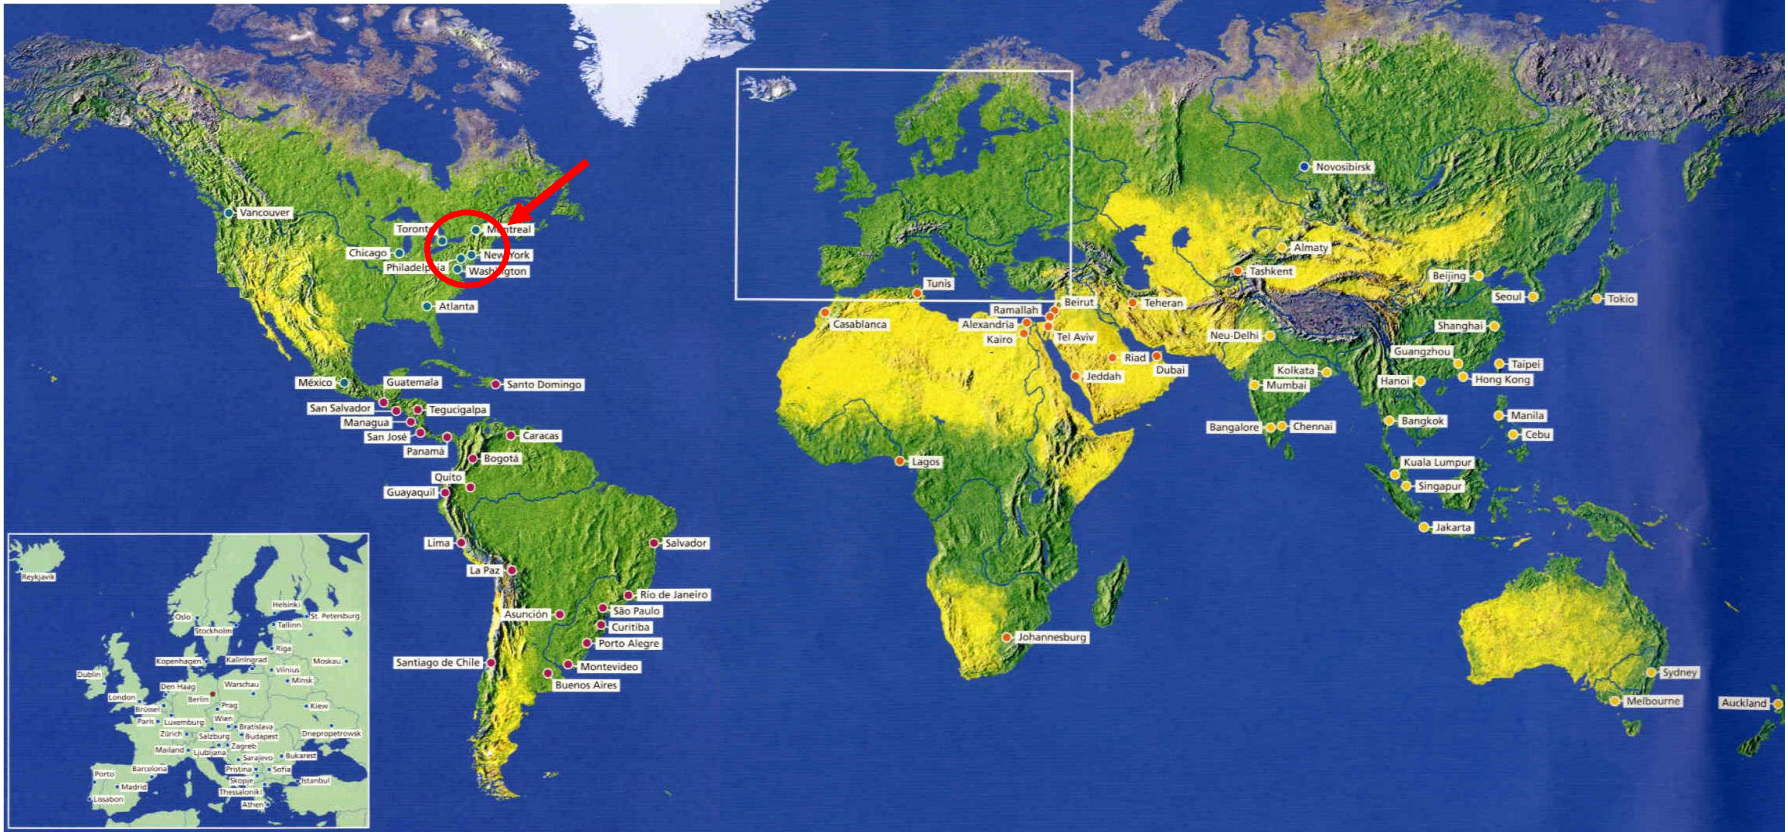 Vancouver
Toronto
Montreal
Chicago
New York
Philadelphia
Washington
Atlanta
México
Guatemala
Santo Domingo
San Salvador
Tegucigalpa
Managua
San José
Panamá
Caracas
Bogotá
Quito
Guayaquil
Lima
Salvador
La Paz
Rio de Janeiro
Asunción
São Paulo
Curitiba
Porto Alegre
Santiago de Chile
Montevideo
Buenos Aires
Novosibirsk
Almaty
Tashkent
Beijing
Tunis
Beirut
Teheran
Seoul
Tokio
Ramallah
Casablanca
Alexandria
Kairo
Tel Aviv
Neu-Delhi
Shanghai
Riad
Dubai
Guangzhou
Taipei
Jeddah
Kolkata
Mumbai
Hanoi
Hong Kong
Manila
Bangalore
Chennai
Bangkok
Cebu
Lagos
Kuala Lumpur
Singapur
Jakarta
Johannesburg
Sydney
Melbourne
Auckland
Reykjavik
Helsinki
St. Petersburg
Oslo
Tallinn
Stockholm
Riga
Kopenhagen
Kaliningrad
Moskau
Dublin
Vilnius
Minsk
Den Haag
Warschau
London
Berlin
Brüssel
Prag
Kiew
Paris
Luxemburg
Wien
Bratislava
Zürich
Salzburg
Budapest
Dnepropetrowsk
Mailand
Ljubljana
Zagreb
Sarajevo
Bukarest
Porto
Barcelona
Pristina
Sofia
Madrid
Skopje
Istanbul
Lissabon
Thessaloniki
Athen